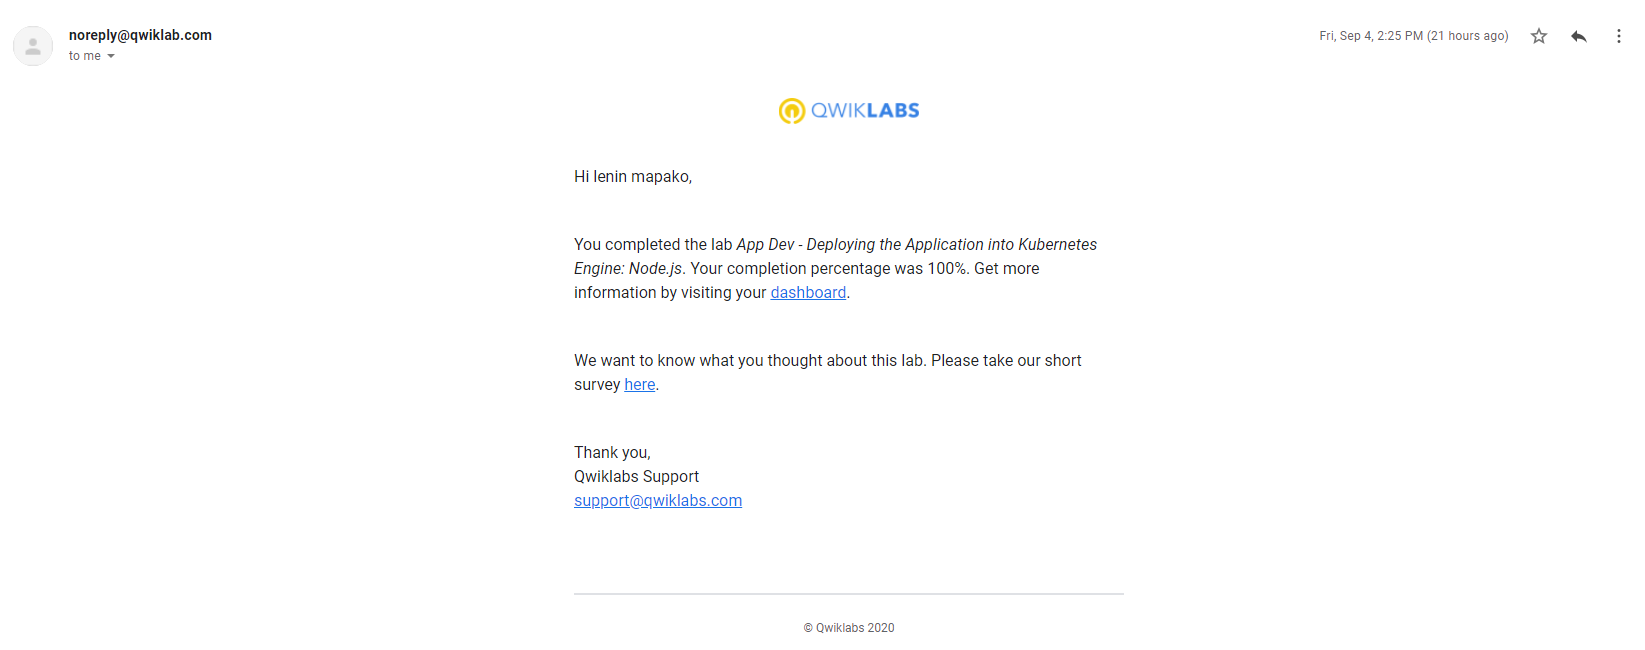 noreply@qwiklab.com
Fri, Sep 4, 2:25 PM (21 hours ago)
to me
QWIKLABS
Hi lenin mapako,
You completed the lab App Dev - Deploying the Application into Kubernetes
Engine: Node.js. Your completion percentage was 100%. Get more
information by visiting your dashboard.
We want to know what you thought about this lab. Please take our short
survey here.
Thank you,
Qwiklabs Support
support@qwiklabs.com
© Qwiklabs 2020